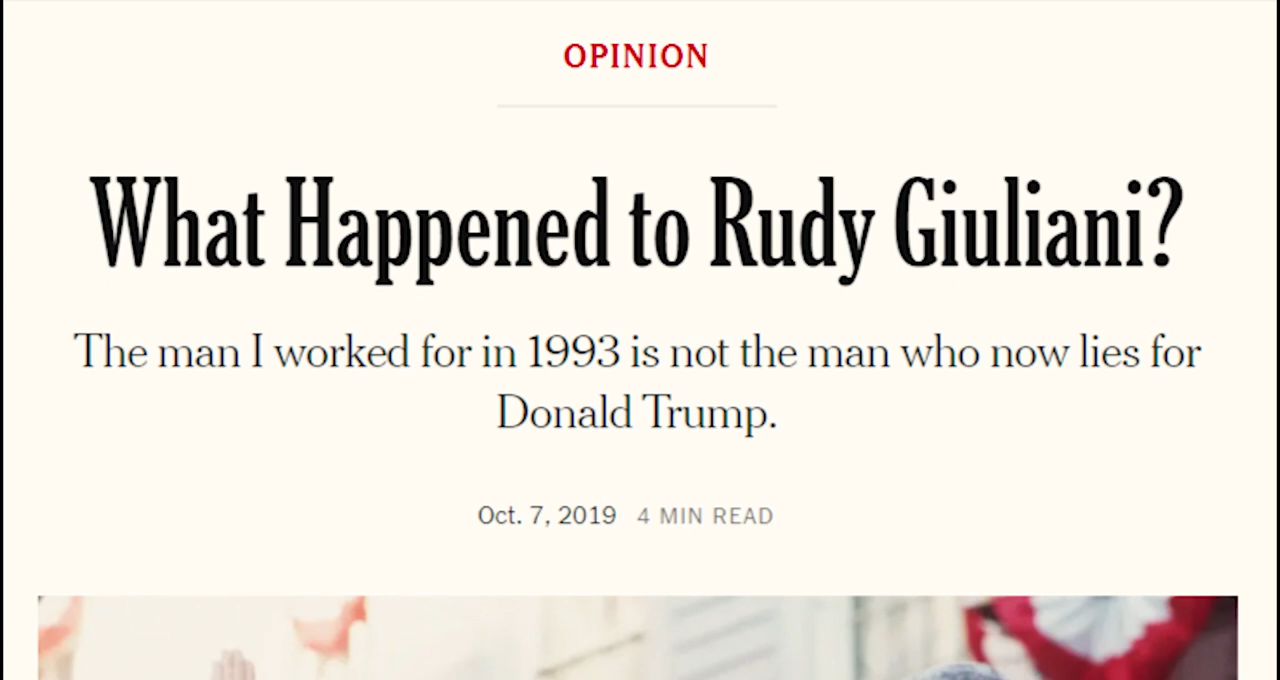 OPINION
What Happened to Rudy Giuliani?
The man I worked for in 1993 is not the man who now lies for
Donald Trump.
Oct. 7, 2019 4 MIN READ